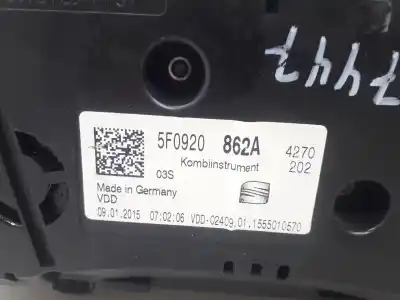 7447
5F0920 862A 4270
Kombiinstrument 202
03S
Made in Germany
VDD
09.01.2015 07:02:06 VDD-02409.01.1555010570